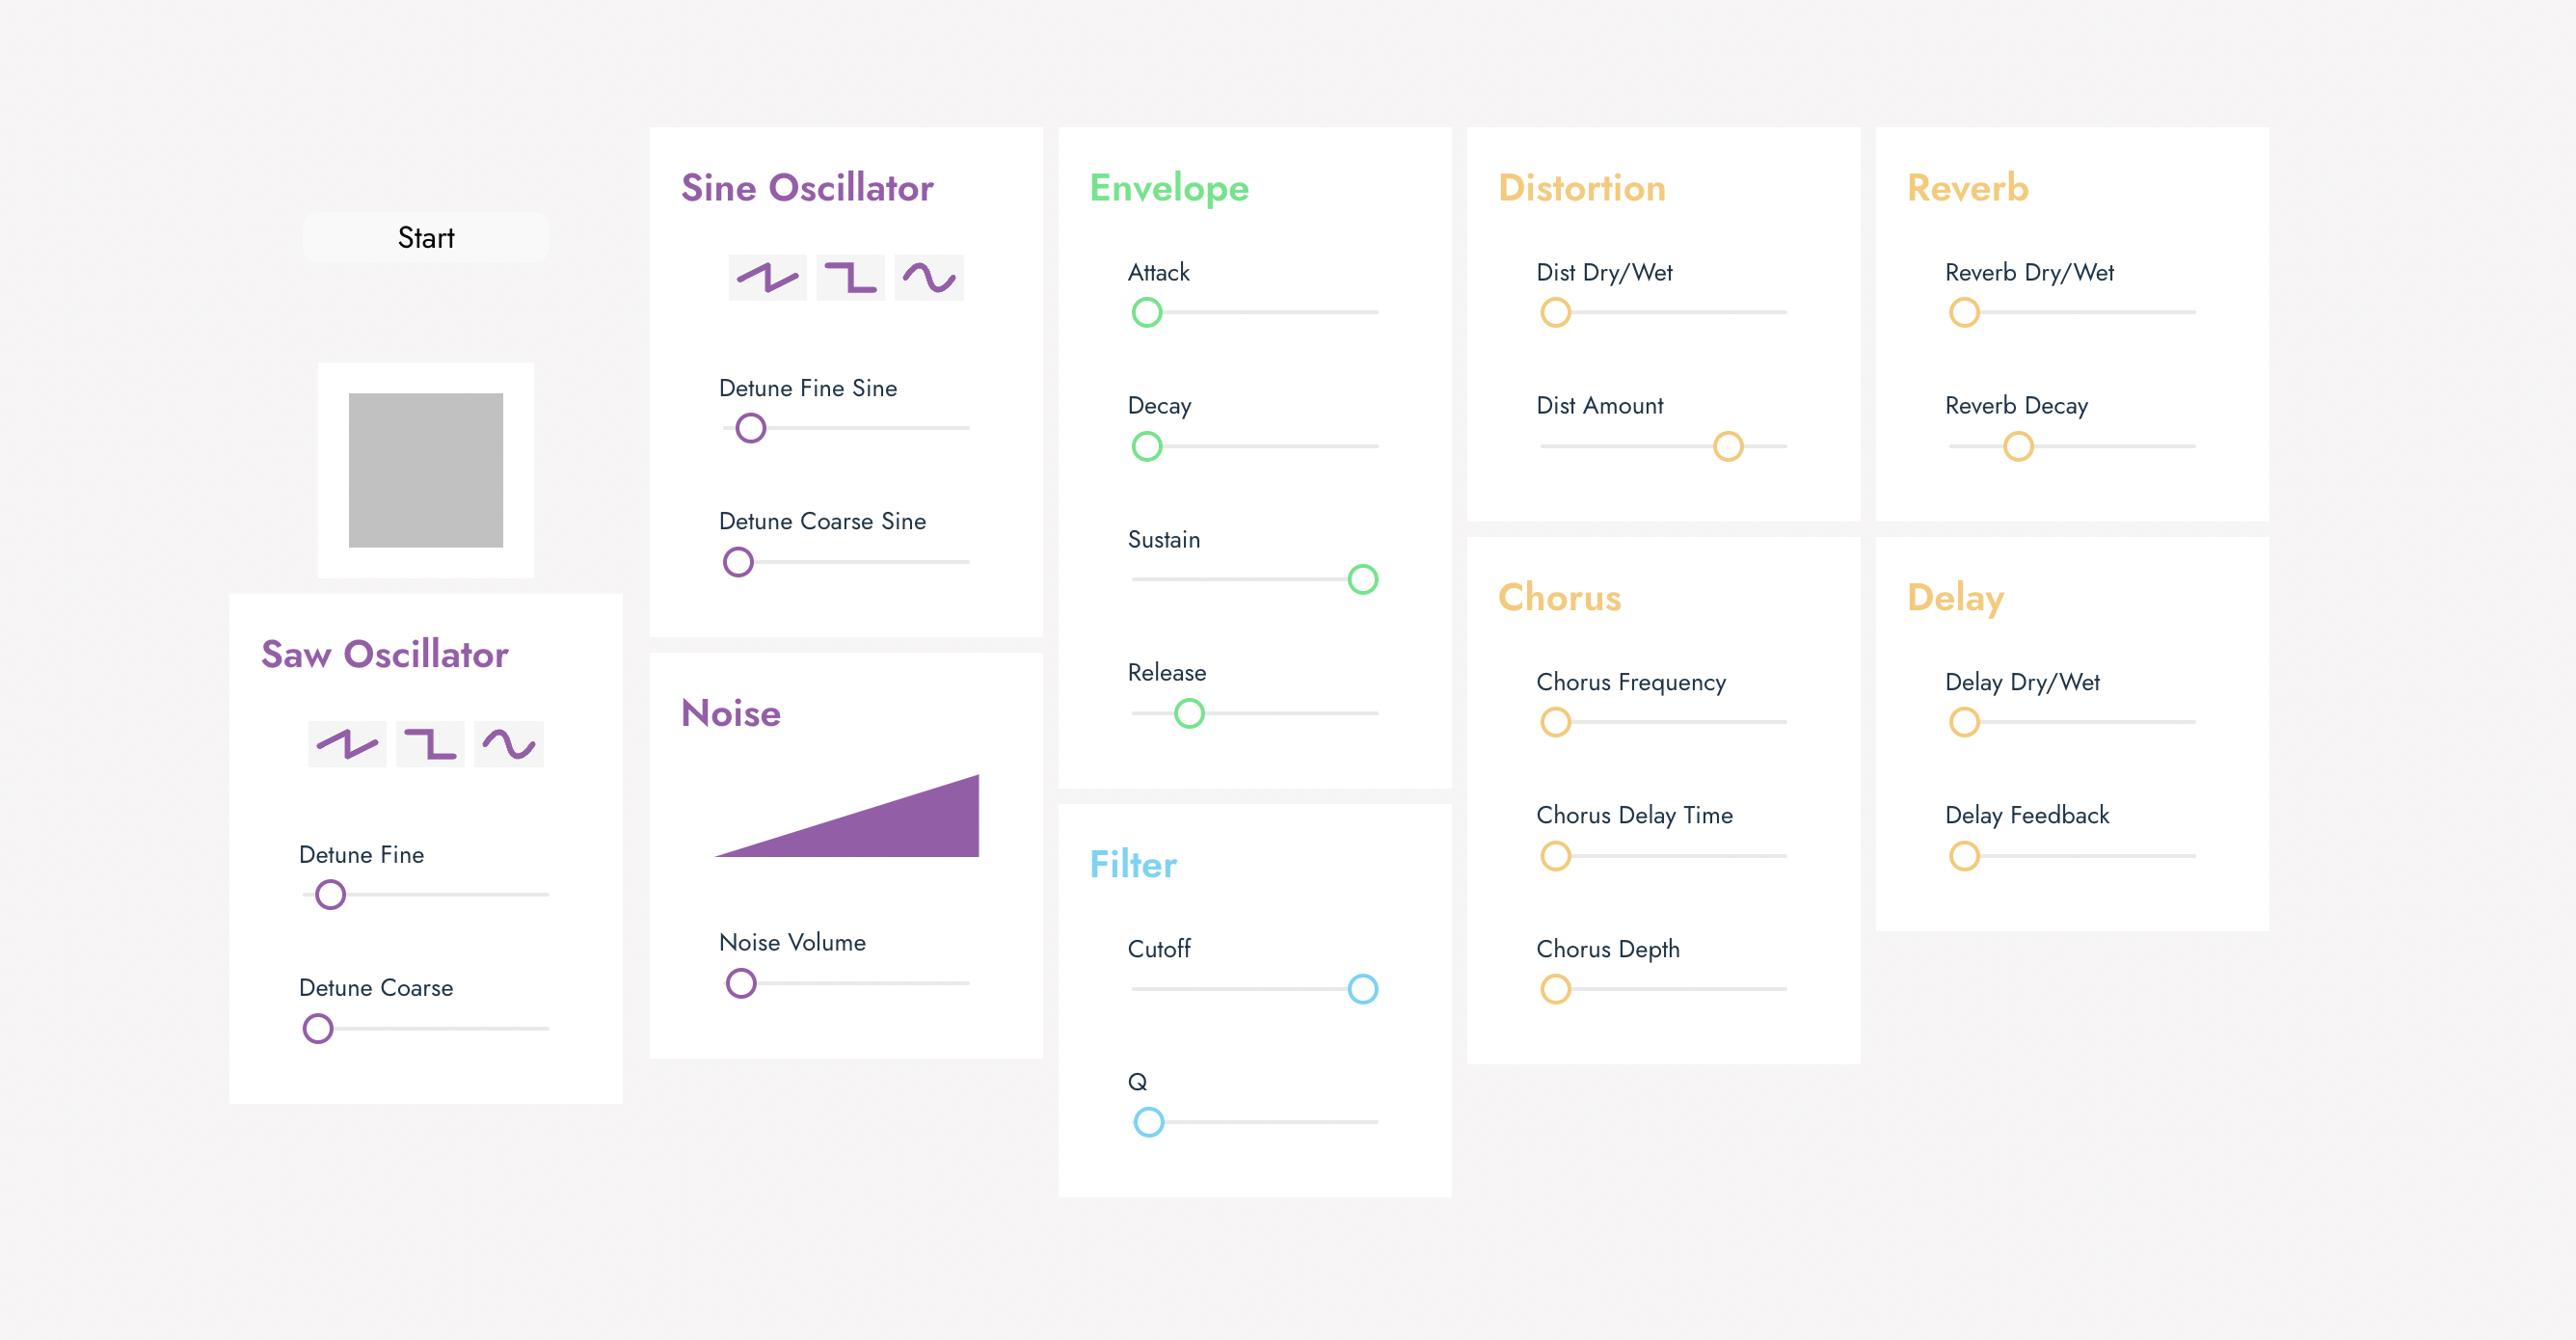 Start
Saw Oscillator
Detune Fine
Detune Coarse
Sine Oscillator
Detune Fine Sine
Detune Coarse Sine
Noise
Noise Volume
Envelope
Attack
Decay
Sustain
Release
Filter
Cutoff
Q
Distortion
Dist Dry/Wet
Dist Amount
Chorus
Chorus Frequency
Chorus Delay Time
Chorus Depth
Reverb
Reverb Dry/Wet
Reverb Decay
Delay
Delay Dry/Wet
Delay Feedback